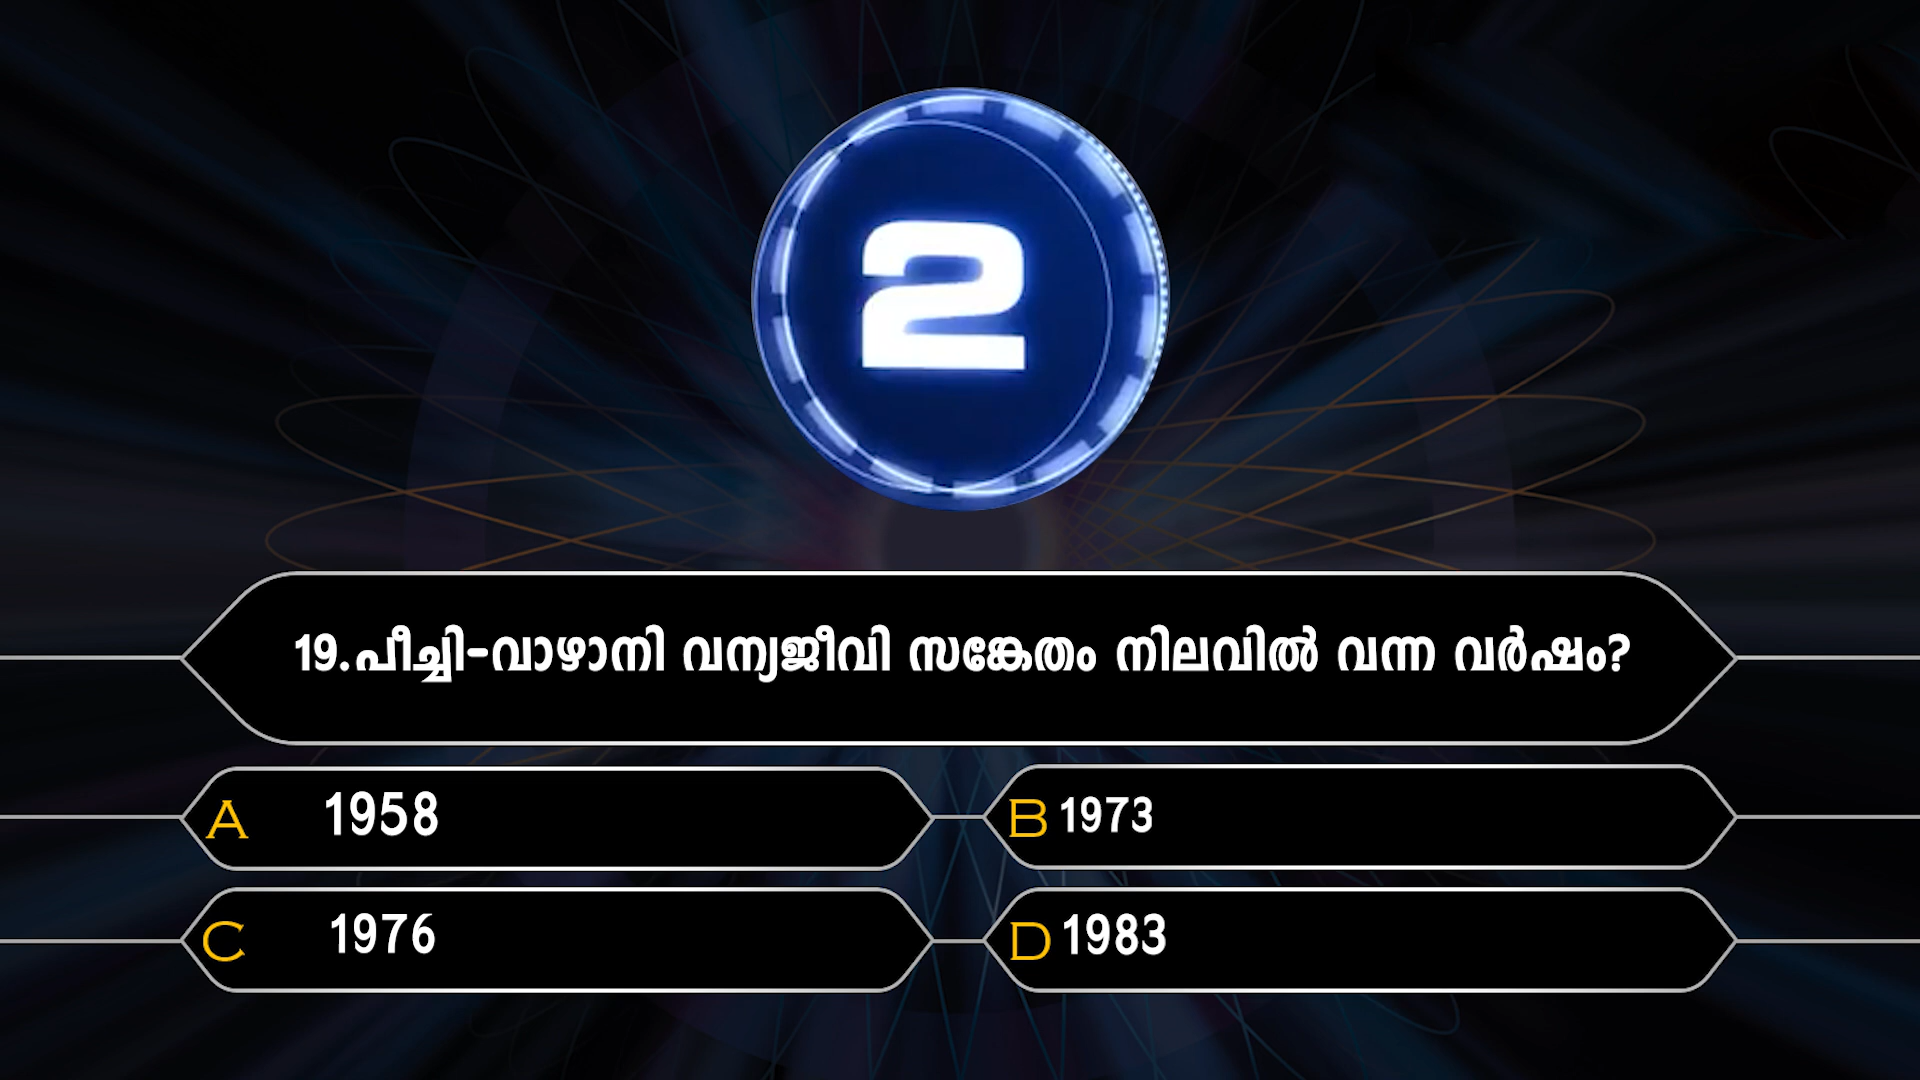 2
19.പീച്ചി-വാഴാനി വന്യജീവി സങ്കേതം നിലവിൽ വന്ന വർഷം?
A 1958
B 1973
C 1976
D 1983